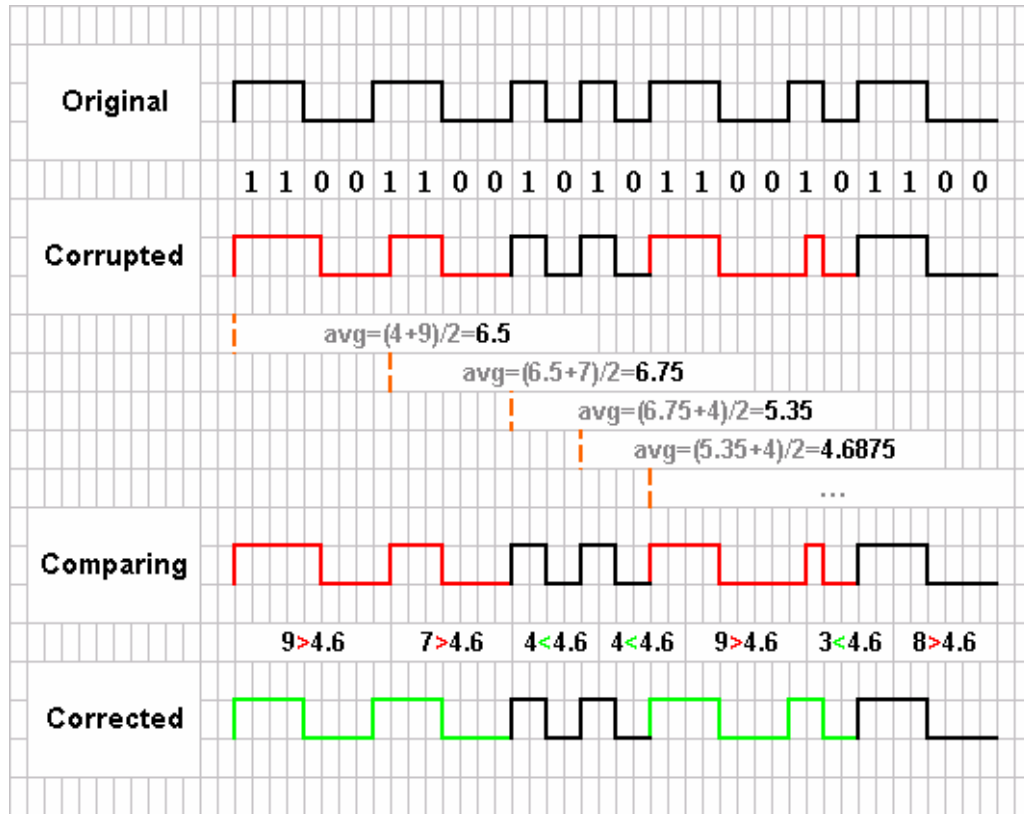 Original
1 1 0 0 1 1 0 0 1 0 1 0 1 1 0 0 1 0 1 1 0 0
Corrupted
avg=(4+9)/2=6.5
avg=(6.5+7)/2=6.75
avg=(6.75+4)/2=5.35
avg=(5.35+4)/2=4.6875
...
Comparing
9>4.6 7>4.6 4<4.6 4<4.6 9>4.6 3<4.6 8>4.6
Corrected